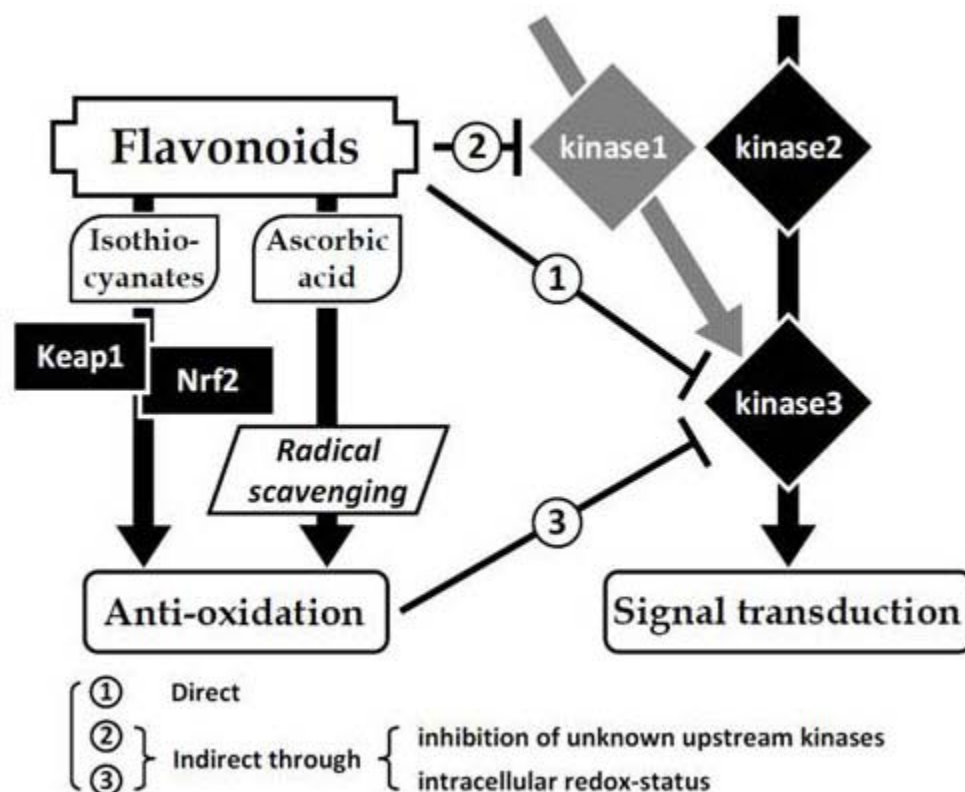 Flavonoids
②
kinase1
kinase2
Isothio-
cyanates
Ascorbic
acid
①
Keap1
Nrf2
kinase3
Radical
scavenging
③
Anti-oxidation
Signal transduction
① Direct
②
③
Indirect through
inhibition of unknown upstream kinases
intracellular redox-status